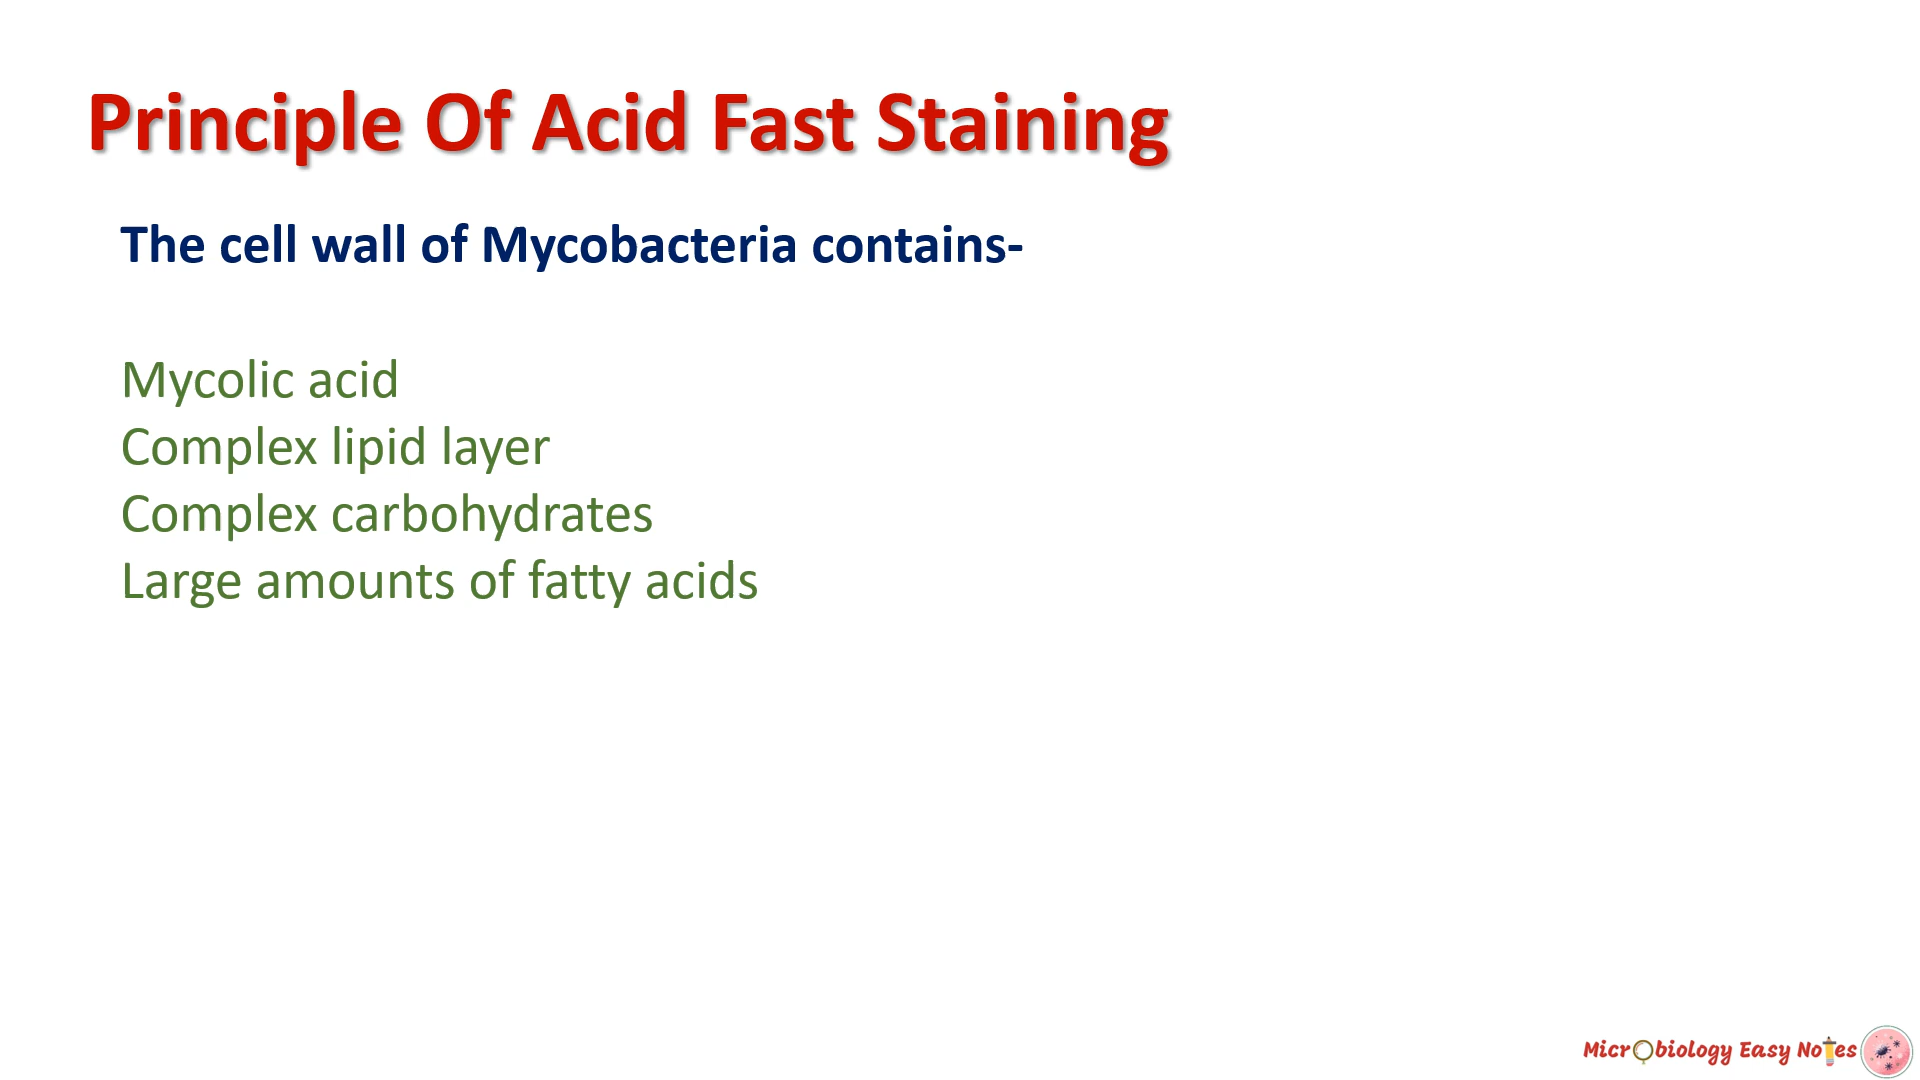 Principle Of Acid Fast Staining
The cell wall of Mycobacteria contains-
Mycolic acid
Complex lipid layer
Complex carbohydrates
Large amounts of fatty acids
Microbiology Easy Notes